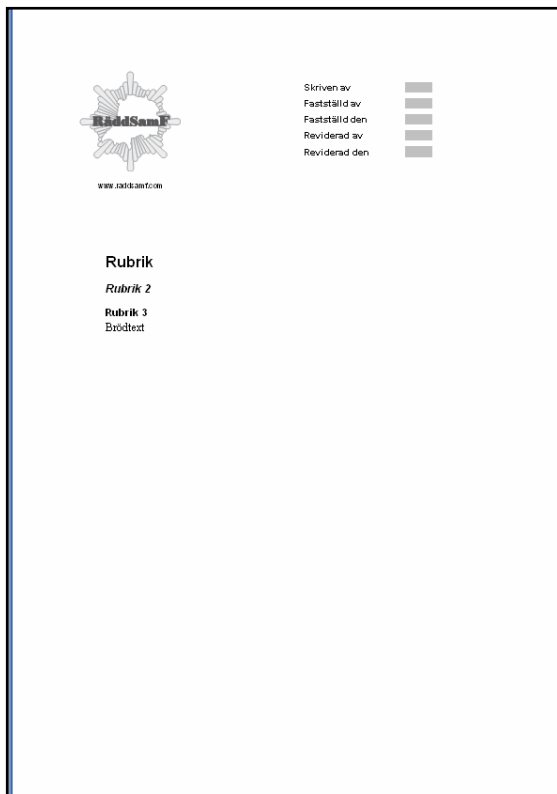 RäddSamF
www.raddsamf.com
Skriven av
Fastställd av
Fastställd den
Reviderad av
Reviderad den
Rubrik
Rubrik 2
Rubrik 3
Brödtext